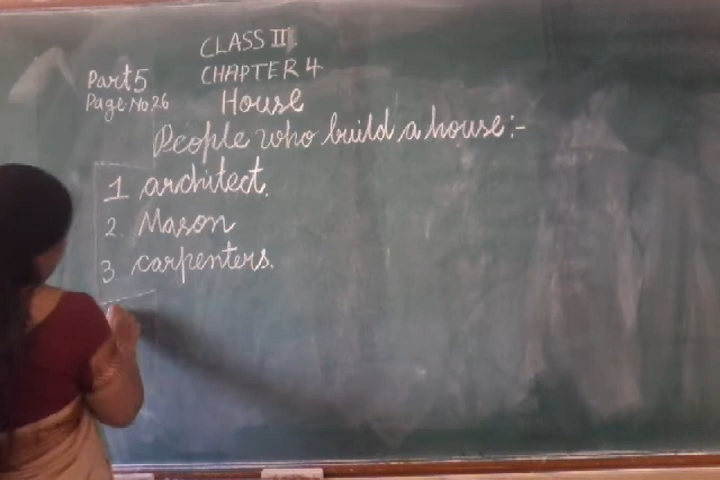 CLASS II
Part 5
CHAPTER 4
Page No. 26
House
People who build a house:-
1 architect.
2. Mason
3 carpenters.